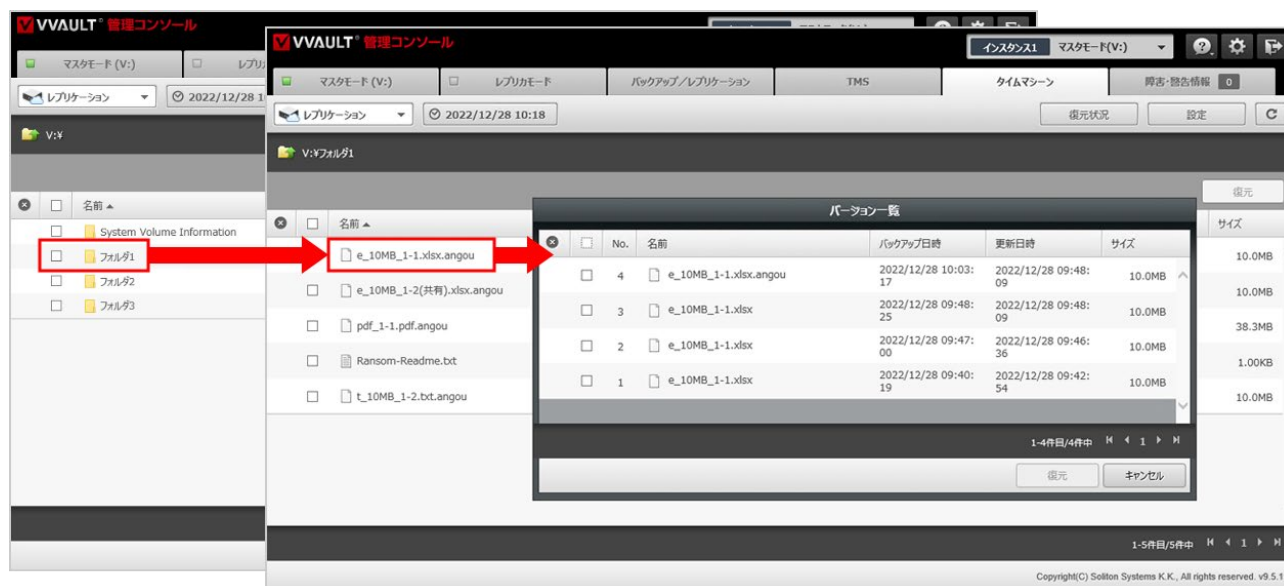 VVAULT® 管理コンソール
マスタモード (V:)
レプリケーション
2022/12/28 1
V:¥
名前
System Volume Information
フォルダ1
フォルダ2
フォルダ3
VVAULT® 管理コンソール
インスタンス1 マスタモード(V:)
マスタモード (V:) レプリカモード バックアップ/レプリケーション TMS タイムマシーン 障害・警告情報 0
レプリケーション 2022/12/28 10:18 復元状況 設定
V:¥フォルダ1
復元
名前 サイズ
e_10MB_1-1.xlsx.angou 10.0MB
e_10MB_1-2(共有).xlsx.angou 10.0MB
pdf_1-1.pdf.angou 38.3MB
Ransom-Readme.txt 1.00KB
t_10MB_1-2.txt.angou 10.0MB
バージョン一覧
No. 名前 バックアップ日時 更新日時 サイズ
4 e_10MB_1-1.xlsx.angou 2022/12/28 10:03:17 2022/12/28 09:48:09 10.0MB
3 e_10MB_1-1.xlsx 2022/12/28 09:48:25 2022/12/28 09:48:09 10.0MB
2 e_10MB_1-1.xlsx 2022/12/28 09:47:00 2022/12/28 09:46:36 10.0MB
1 e_10MB_1-1.xlsx 2022/12/28 09:40:19 2022/12/28 09:42:54 10.0MB
1-4件目/4件中 1
復元 キャンセル
1-5件目/5件中 1
Copyright(C) Soliton Systems K.K., All rights reserved. v9.5.1